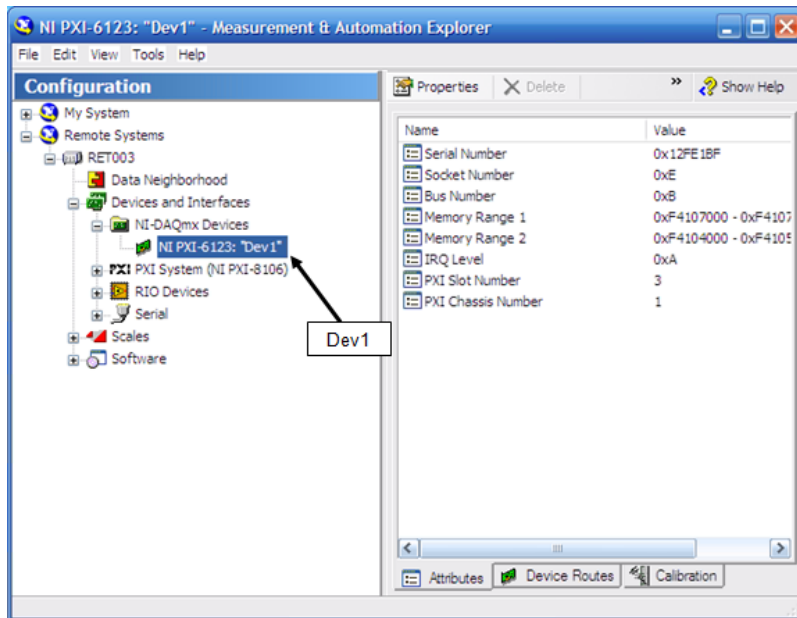 NI PXI-6123: "Dev1" - Measurement & Automation Explorer
File Edit View Tools Help
Configuration
My System
Remote Systems
RET003
Data Neighborhood
Devices and Interfaces
NI-DAQmx Devices
NI PXI-6123: "Dev1"
PXI PXI System (NI PXI-8106)
RIO Devices
Serial
Scales
Software
Dev1
Properties Delete » Show Help
Name Value
Serial Number 0x12FE1BF
Socket Number 0xE
Bus Number 0xB
Memory Range 1 0xF4107000 - 0xF4107
Memory Range 2 0xF4104000 - 0xF4105
IRQ Level 0xA
PXI Slot Number 3
PXI Chassis Number 1
Attributes Device Routes Calibration